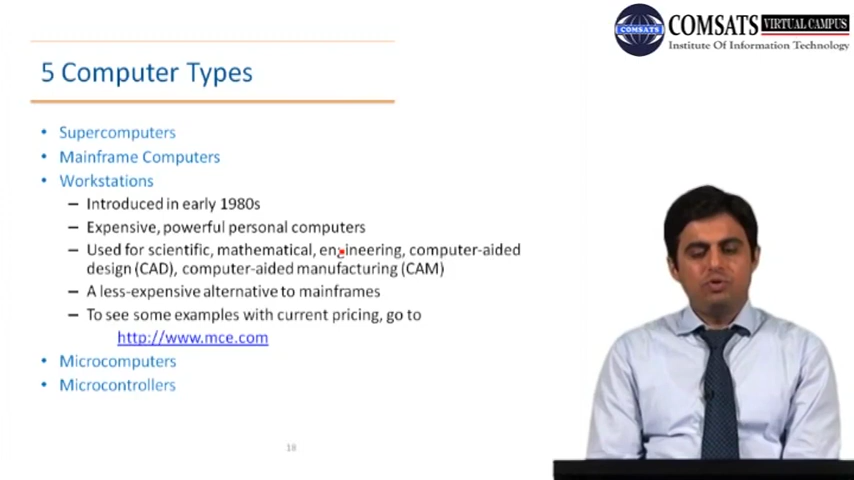 COMSATS VIRTUAL CAMPUS
COMSATS
Institute Of Information Technology
5 Computer Types
• Supercomputers
• Mainframe Computers
• Workstations
– Introduced in early 1980s
– Expensive, powerful personal computers
– Used for scientific, mathematical, engineering, computer-aided
design (CAD), computer-aided manufacturing (CAM)
– A less-expensive alternative to mainframes
– To see some examples with current pricing, go to
http://www.mce.com
• Microcomputers
• Microcontrollers
18